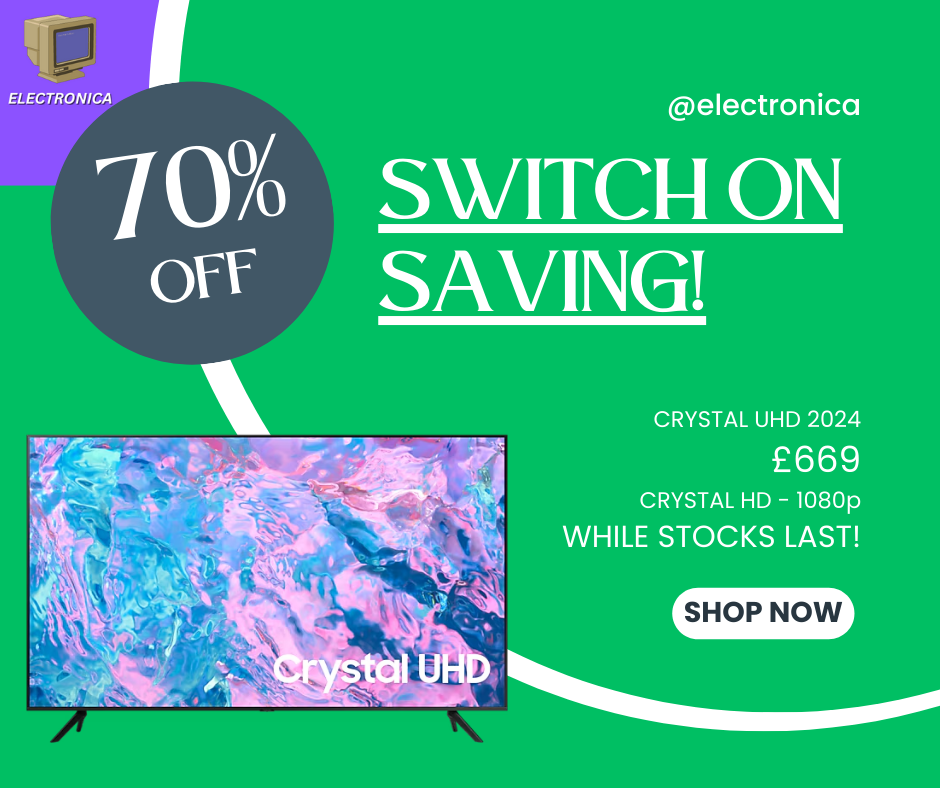 ELECTRONICA
@electronica
70%
OFF
SWITCH ON
SAVING!
CRYSTAL UHD 2024
£669
CRYSTAL HD - 1080p
WHILE STOCKS LAST!
SHOP NOW
Crystal UHD